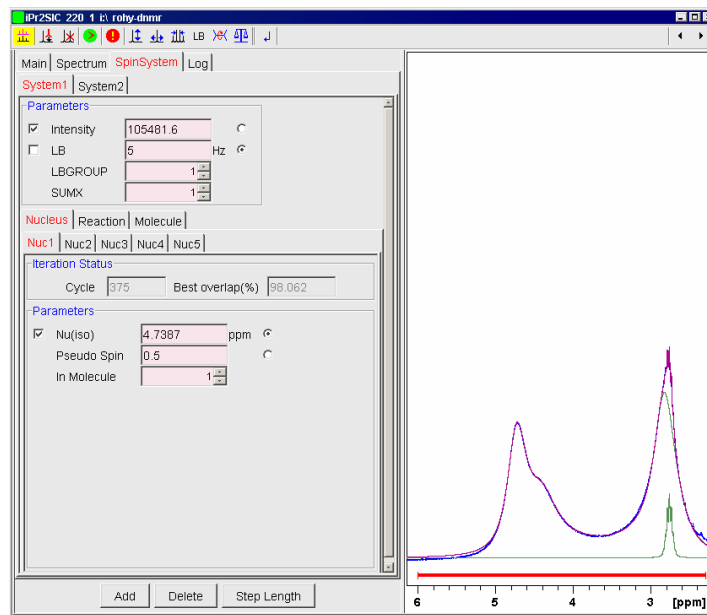 iPr2SIC 220 1 i:\ rohy-dnmr
LB
Main Spectrum SpinSystem Log
System1 System2
Parameters
Intensity 105481.6
LB 5 Hz
LBGROUP 1
SUMX 1
Nucleus Reaction Molecule
Nuc1 Nuc2 Nuc3 Nuc4 Nuc5
Iteration Status
Cycle 375 Best overlap(%) 98.062
Parameters
Nu(iso) 4.7387 ppm
Pseudo Spin 0.5
In Molecule 1
Add Delete Step Length
6 5 4 3 [ppm]